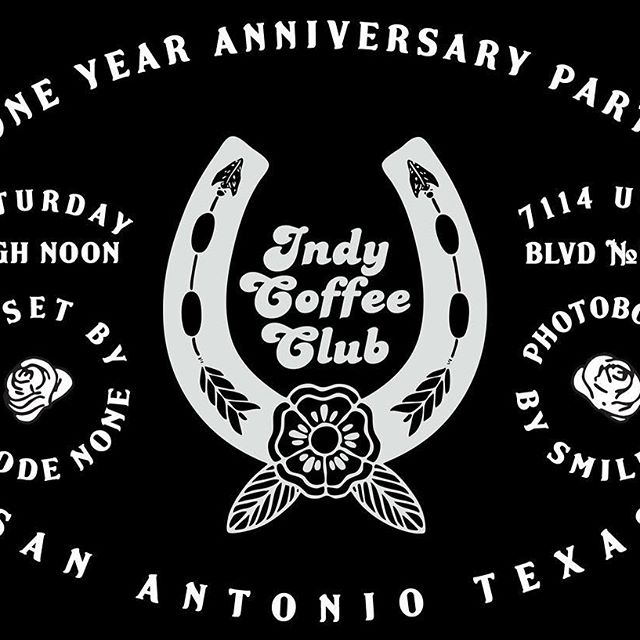 ONE YEAR ANNIVERSARY PART
TURDAY
GH NOON
SET BY
ODE NONE
Indy
Coffee
Club
7114 U
BLVD №
PHOTOBO
BY SMIL
SAN ANTONIO TEXAS